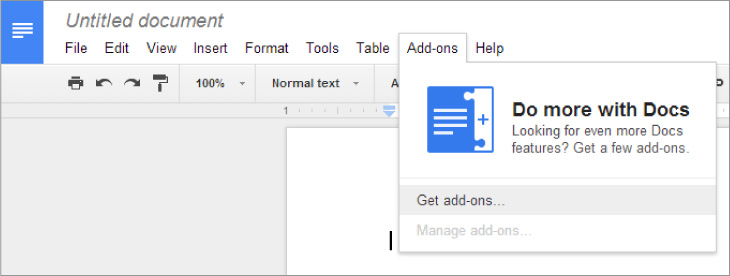 Untitled document
File Edit View Insert Format Tools Table Add-ons Help
100% Normal text A
1
Do more with Docs
Looking for even more Docs
features? Get a few add-ons.
Get add-ons...
Manage add-ons...